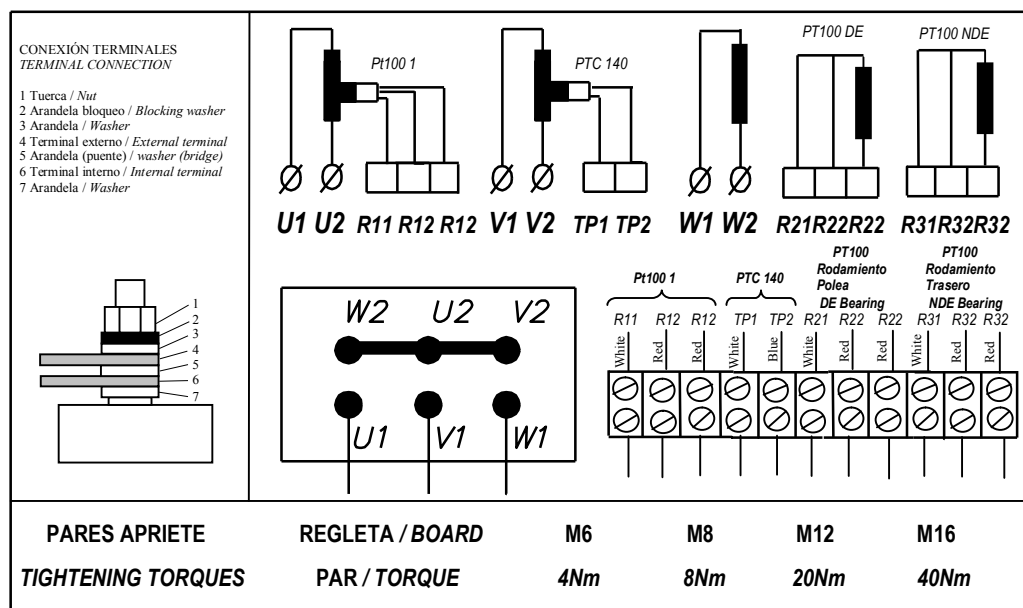 CONEXIÓN TERMINALES
TERMINAL CONNECTION
1 Tuerca / Nut
2 Arandela bloqueo / Blocking washer
3 Arandela / Washer
4 Terminal externo / External terminal
5 Arandela (puente) / washer (bridge)
6 Terminal interno / Internal terminal
7 Arandela / Washer
1
2
3
4
5
6
7
Pt100 1
PTC 140
PT100 DE
PT100 NDE
U1 U2 R11 R12 R12 V1 V2 TP1 TP2 W1 W2 R21R22R22 R31R32R32
W2 U2 V2
U1 V1 W1
Pt100 1
PTC 140
PT100
Rodamiento
Polea
DE Bearing
PT100
Rodamiento
Trasero
NDE Bearing
R11 R12 R12 TP1 TP2 R21 R22 R22 R31 R32 R32
White Red Red White Blue White Red Red White Red Red
PARES APRIETE REGLETA / BOARD M6 M8 M12 M16
TIGHTENING TORQUES PAR / TORQUE 4Nm 8Nm 20Nm 40Nm